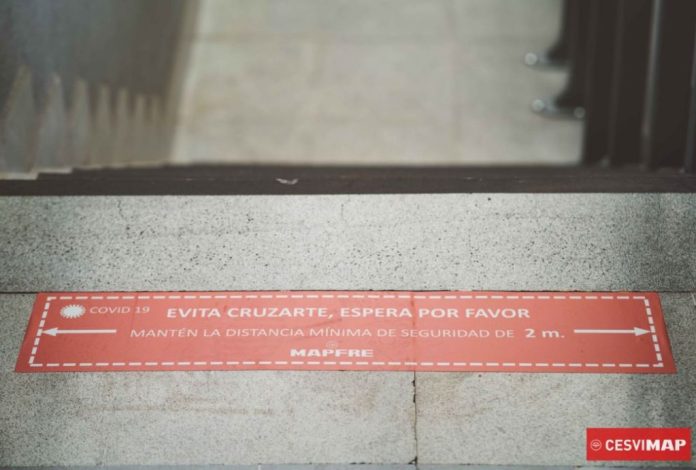 COVID 19 EVITA CRUZARTE, ESPERA POR FAVOR
MANTÉN LA DISTANCIA MÍNIMA DE SEGURIDAD DE 2 m.
MAPFRE
CESVIMAP